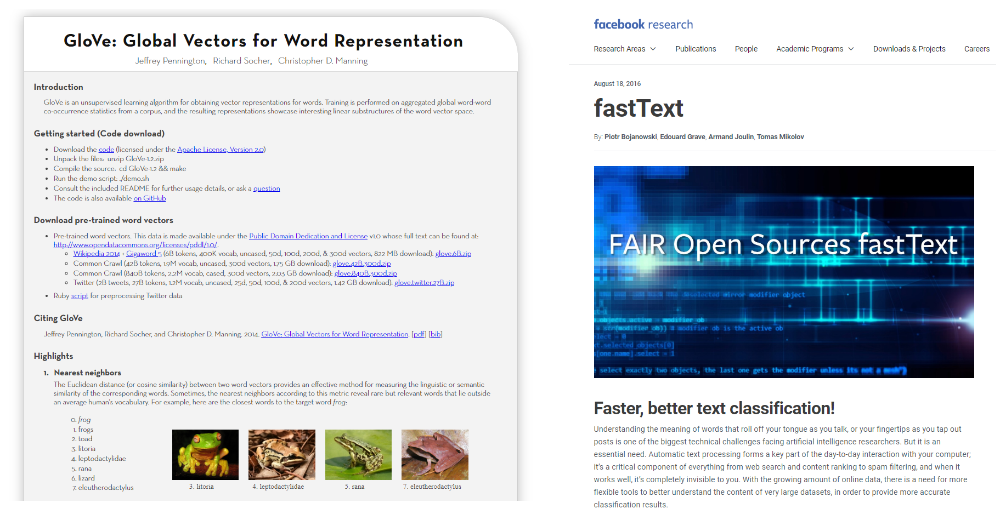 GloVe: Global Vectors for Word Representation
Jeffrey Pennington,   Richard Socher,   Christopher D. Manning
Introduction
GloVe is an unsupervised learning algorithm for obtaining vector representations for words. Training is performed on aggregated global word-word
co-occurrence statistics from a corpus, and the resulting representations showcase interesting linear substructures of the word vector space.
Getting started (Code download)
• Download the code (licensed under the Apache License, Version 2.0)
• Unpack the files:  unzip GloVe-1.2.zip
• Compile the source:  cd GloVe-1.2 && make
• Run the demo script: ./demo.sh
• Consult the included README for further usage details, or ask a question
• The code is also available on GitHub
Download pre-trained word vectors
• Pre-trained word vectors. This data is made available under the Public Domain Dedication and License v1.0 whose full text can be found at:
http://www.opendatacommons.org/licenses/pddl/1.0/.
◦ Wikipedia 2014 + Gigaword 5 (6B tokens, 400K vocab, uncased, 50d, 100d, 200d, & 300d vectors, 822 MB download): glove.6B.zip
◦ Common Crawl (42B tokens, 1.9M vocab, uncased, 300d vectors, 1.75 GB download): glove.42B.300d.zip
◦ Common Crawl (840B tokens, 2.2M vocab, cased, 300d vectors, 2.03 GB download): glove.840B.300d.zip
◦ Twitter (2B tweets, 27B tokens, 1.2M vocab, uncased, 25d, 50d, 100d, & 200d vectors, 1.42 GB download): glove.twitter.27B.zip
• Ruby script for preprocessing Twitter data
Citing GloVe
Jeffrey Pennington, Richard Socher, and Christopher D. Manning. 2014. GloVe: Global Vectors for Word Representation. [pdf] [bib]
Highlights
1. Nearest neighbors
The Euclidean distance (or cosine similarity) between two word vectors provides an effective method for measuring the linguistic or semantic
similarity of the corresponding words. Sometimes, the nearest neighbors according to this metric reveal rare but relevant words that lie outside
an average human's vocabulary. For example, here are the closest words to the target word frog:
0. frog
1. frogs
2. toad
3. litoria
4. leptodactylidae
5. rana
6. lizard
7. eleutherodactylus
3. litoria
4. leptodactylidae
5. rana
7. eleutherodactylus
facebook research
Research Areas
Publications
People
Academic Programs
Downloads & Projects
Careers
August 18, 2016
fastText
By: Piotr Bojanowski, Edouard Grave, Armand Joulin, Tomas Mikolov
FAIR Open Sources fastText
the deselected mirror modifier object
.objects.active = modifier_ob
str(modifier_ob)) # modifier ob is the active ob
lect = 0
t.selected_objects[0]
[one.name].select = 1
select exactly two objects, the last one gets the modifier unless its not a mesh")
Faster, better text classification!
Understanding the meaning of words that roll off your tongue as you talk, or your fingertips as you tap out
posts is one of the biggest technical challenges facing artificial intelligence researchers. But it is an
essential need. Automatic text processing forms a key part of the day-to-day interaction with your computer;
it’s a critical component of everything from web search and content ranking to spam filtering, and when it
works well, it’s completely invisible to you. With the growing amount of online data, there is a need for more
flexible tools to better understand the content of very large datasets, in order to provide more accurate
classification results.